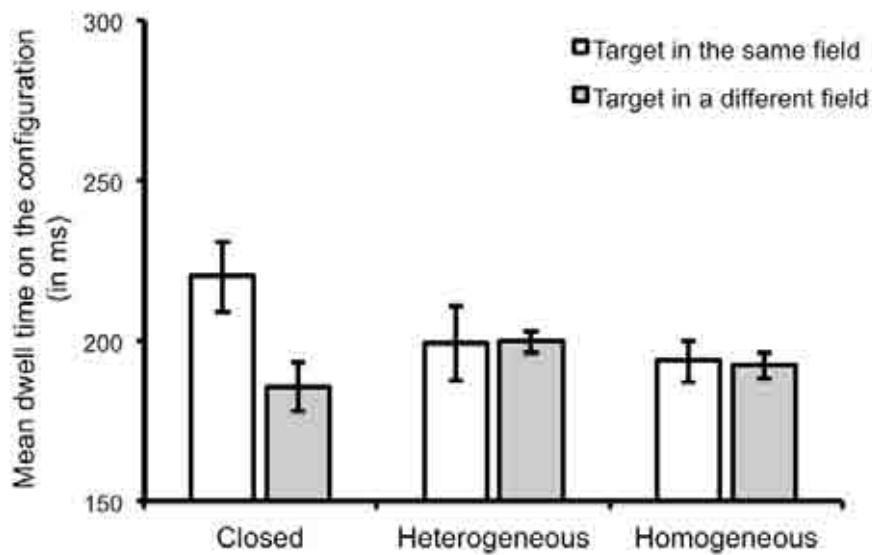 Mean dwell time on the configuration
(in ms)
300
250
200
150
Target in the same field
Target in a different field
Closed
Heterogeneous
Homogeneous